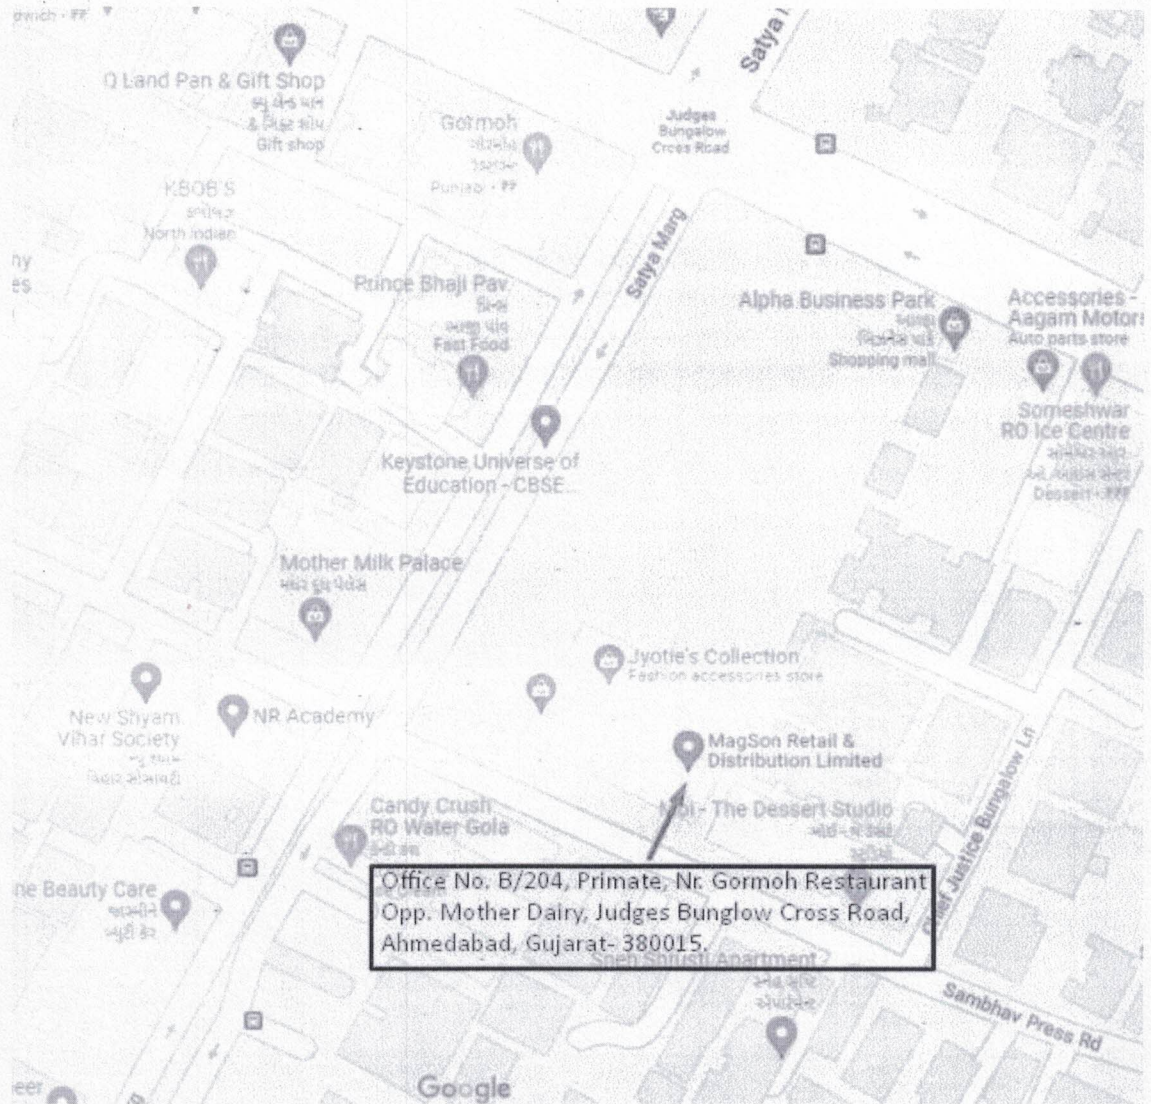 Satya
Q Land Pan & Gift Shop
Gift shop
Judges
Bungalow
Cross Road
Gormoh
Punjabi · ₹₹
KBOB'S
North Indian
Satya Marg
Prince Bhaji Pav
Fast Food
Alpha Business Park
Shopping mall
Accessories -
Aagam Motors
Auto parts store
Someshwar
RO Ice Centre
Dessert · ₹₹₹
Keystone Universe of
Education - CBSE...
Mother Milk Palace
મધર દૂધ પેલેસ
Jyotie's Collection
Fashion accessories store
New Shyam
Vihar Society
NR Academy
MagSon Retail &
Distribution Limited
Candy Crush
RO Water Gola
- The Dessert Studio
Chief Justice Bungalow Ln
ne Beauty Care
Office No. B/204, Primate, Nr. Gormoh Restaurant
Opp. Mother Dairy, Judges Bunglow Cross Road,
Ahmedabad, Gujarat- 380015.
Sneh Shrusti Apartment
Sambhav Press Rd
Google